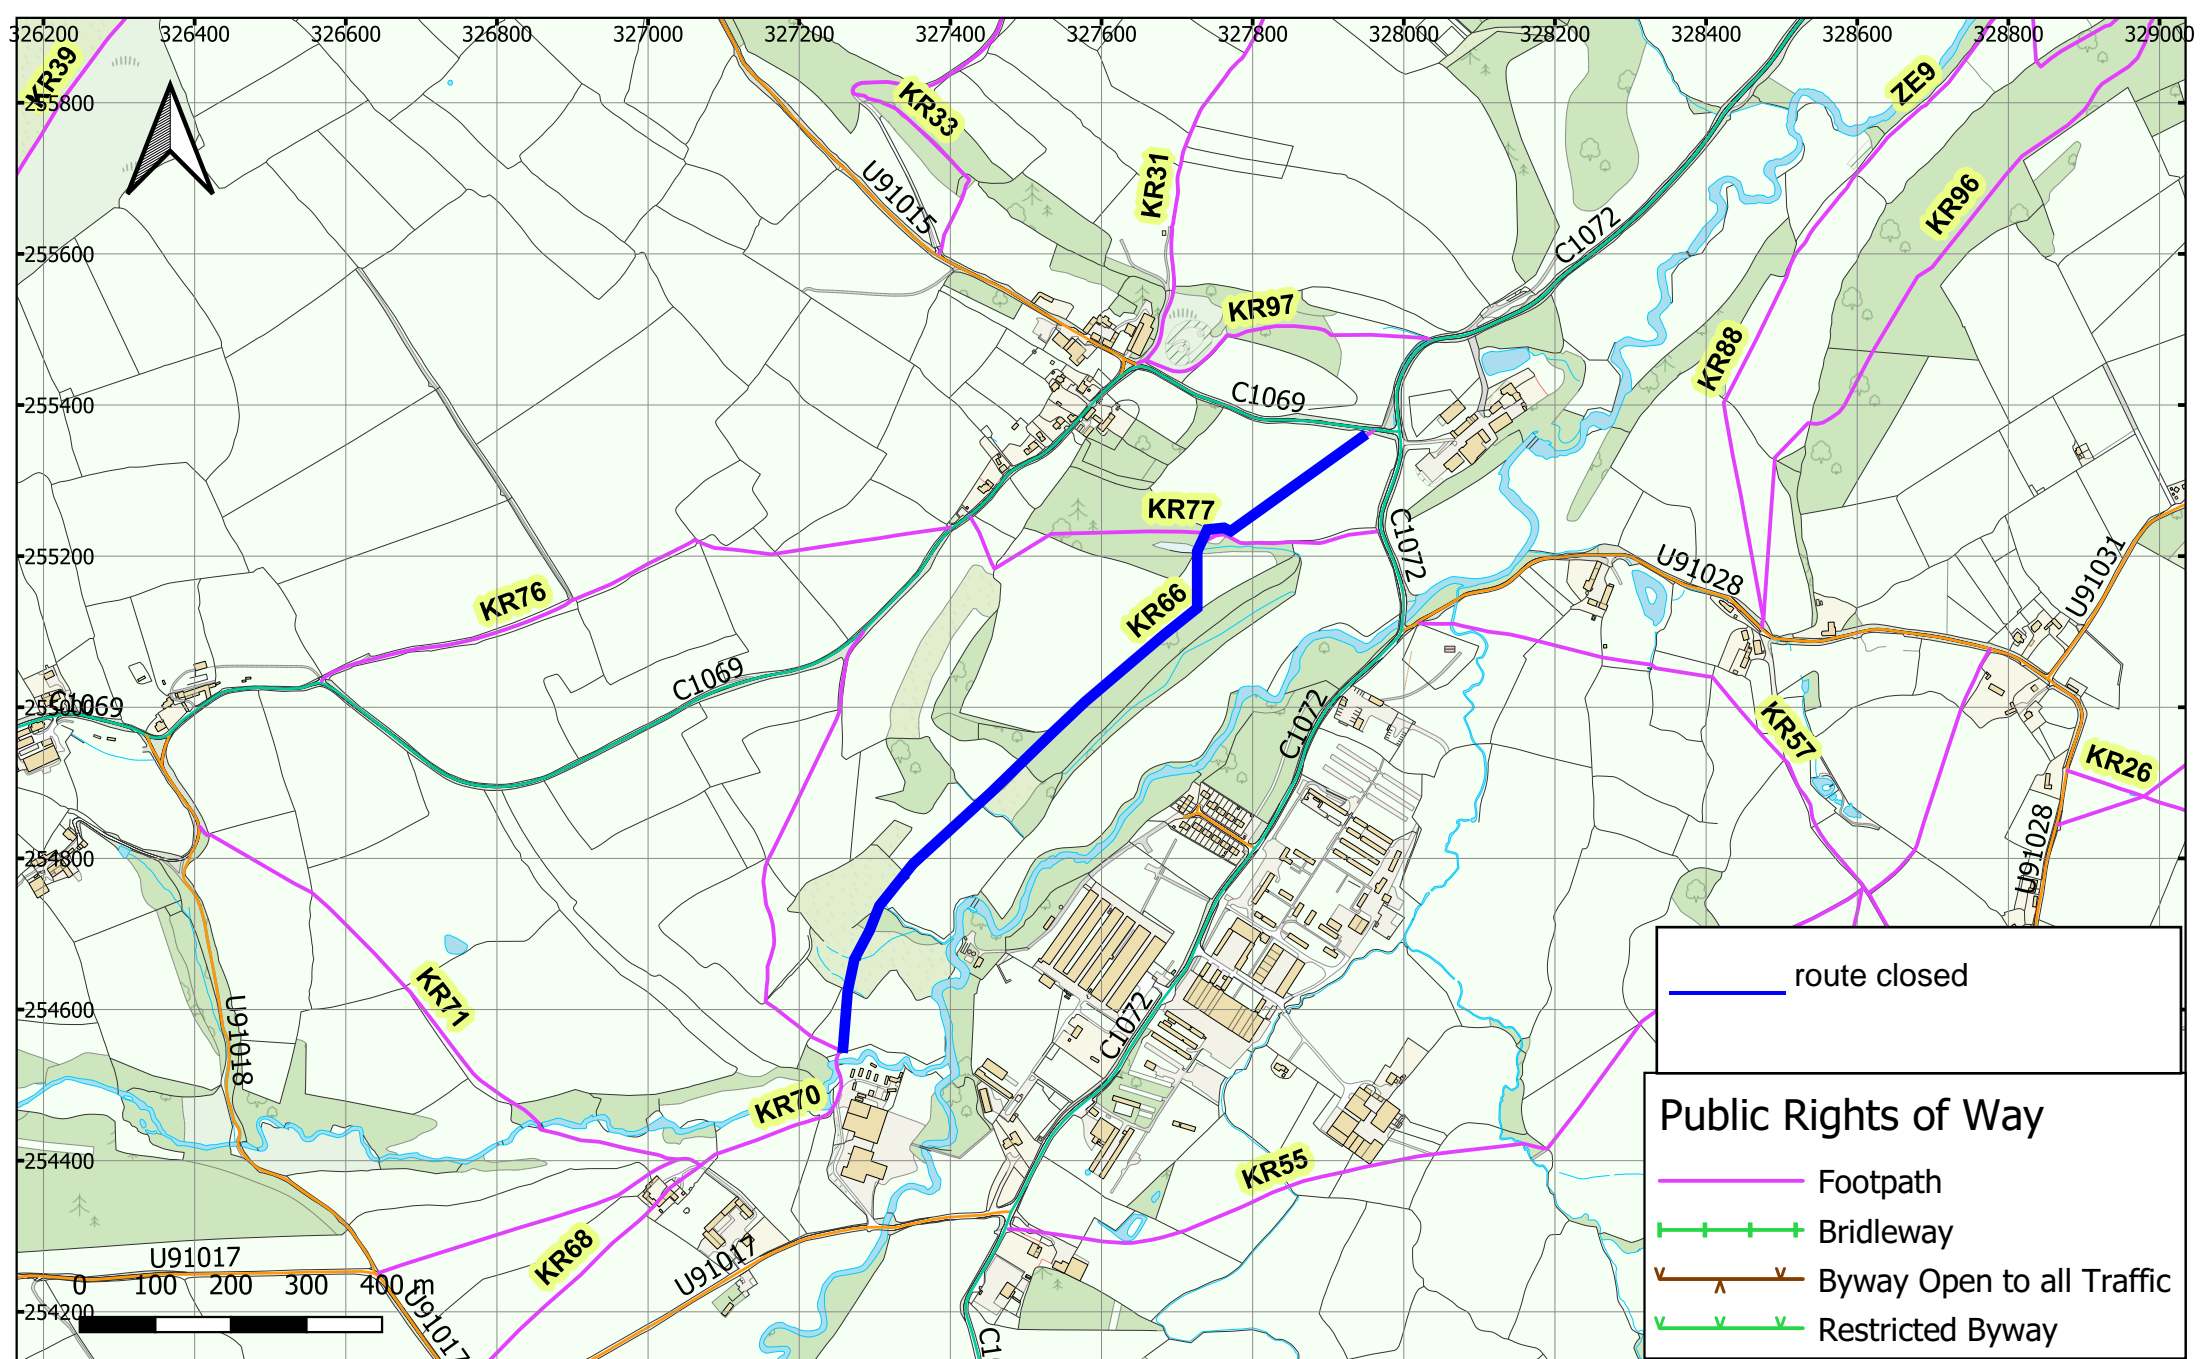 326200 326400 326600 326800 327000 327200 327400 327600 327800 328000 328200 328400 328600 328800 329000
KR39
ZE9
255800
KR33
KR31
U91015
KR96
C1072
255600
KR97
KR88
C1069
255400
KR77
C1072
255200
U91028
U91031
KR76
KR66
C1069
C1069
255000
C1072
KR57
KR26
254800
U91028
KR71
254600
U91018
C1072
KR70
254400
KR55
KR68
U91017
U91017
U91017
254200
0 100 200 300 400 m
route closed
Public Rights of Way
Footpath
Bridleway
Byway Open to all Traffic
Restricted Byway